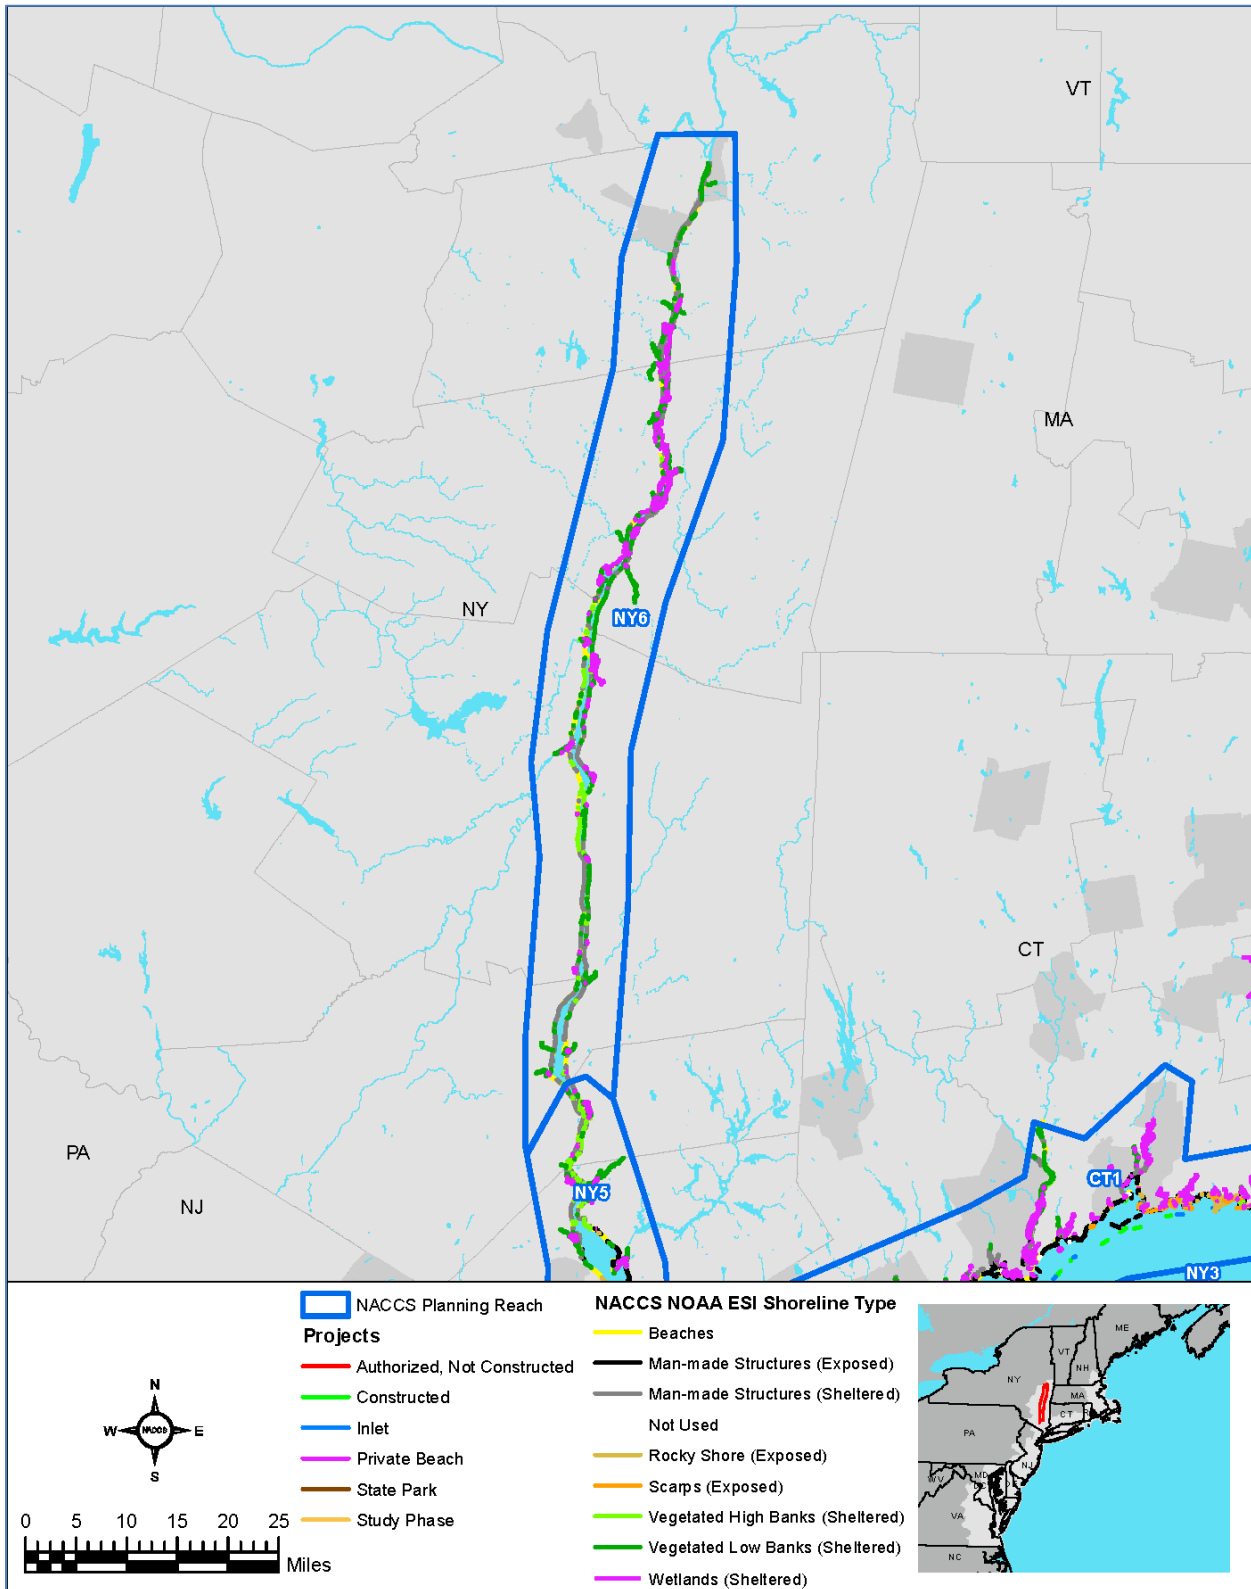 VT
MA
NY
NY6
CT
PA
NJ
NY5
CT1
NY3
NACCS Planning Reach
Projects
Authorized, Not Constructed
Constructed
Inlet
Private Beach
State Park
Study Phase
NACCS NOAA ESI Shoreline Type
Beaches
Man-made Structures (Exposed)
Man-made Structures (Sheltered)
Not Used
Rocky Shore (Exposed)
Scarps (Exposed)
Vegetated High Banks (Sheltered)
Vegetated Low Banks (Sheltered)
Wetlands (Sheltered)
N
W NACCS E
S
0 5 10 15 20 25
Miles
ME
VT
NH
NY
MA
CT
PA
NJ
MD
WV
VA
NC